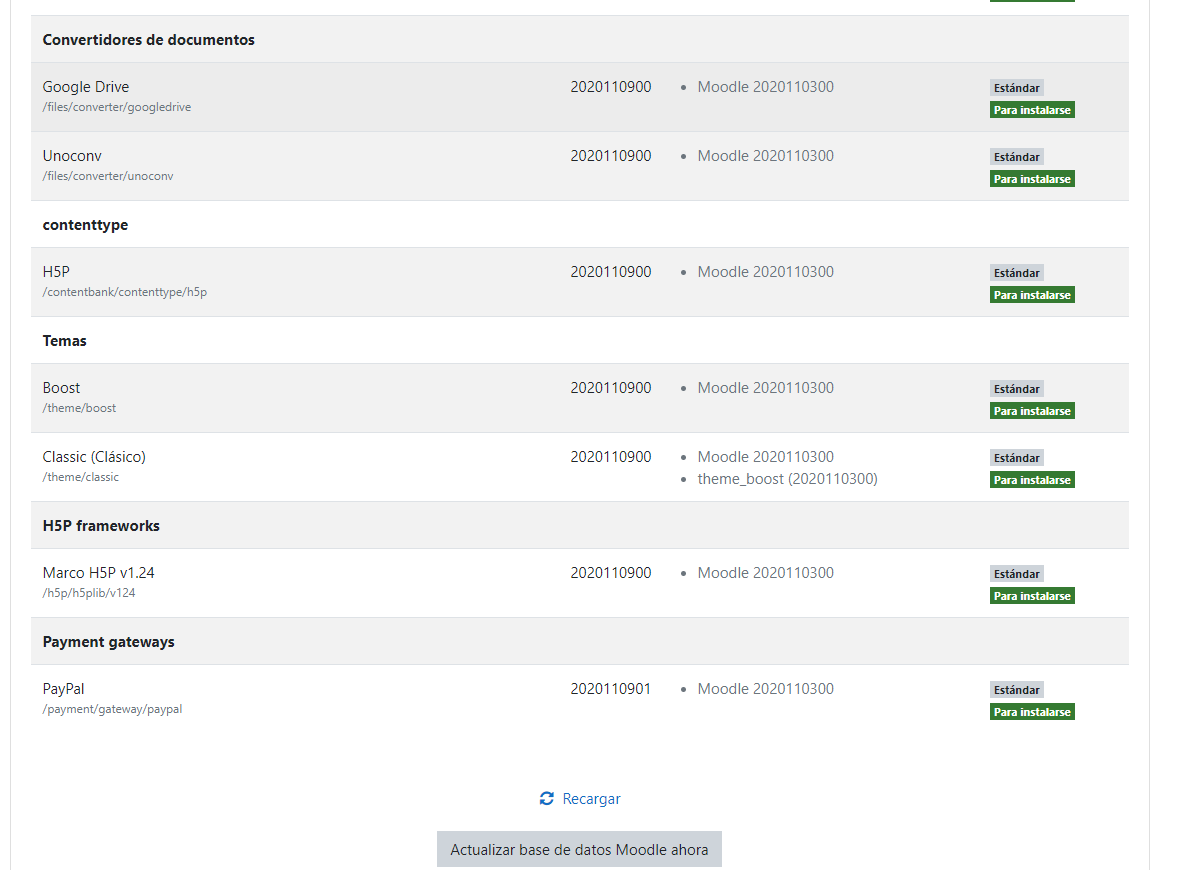 Convertidores de documentos
Google Drive 2020110900 • Moodle 2020110300 Estándar
/files/converter/googledrive Para instalarse
Unoconv 2020110900 • Moodle 2020110300 Estándar
/files/converter/unoconv Para instalarse
contenttype
H5P 2020110900 • Moodle 2020110300 Estándar
/contentbank/contenttype/h5p Para instalarse
Temas
Boost 2020110900 • Moodle 2020110300 Estándar
/theme/boost Para instalarse
Classic (Clásico) 2020110900 • Moodle 2020110300 Estándar
/theme/classic • theme_boost (2020110300) Para instalarse
H5P frameworks
Marco H5P v1.24 2020110900 • Moodle 2020110300 Estándar
/h5p/h5plib/v124 Para instalarse
Payment gateways
PayPal 2020110901 • Moodle 2020110300 Estándar
/payment/gateway/paypal Para instalarse
Recargar
Actualizar base de datos Moodle ahora